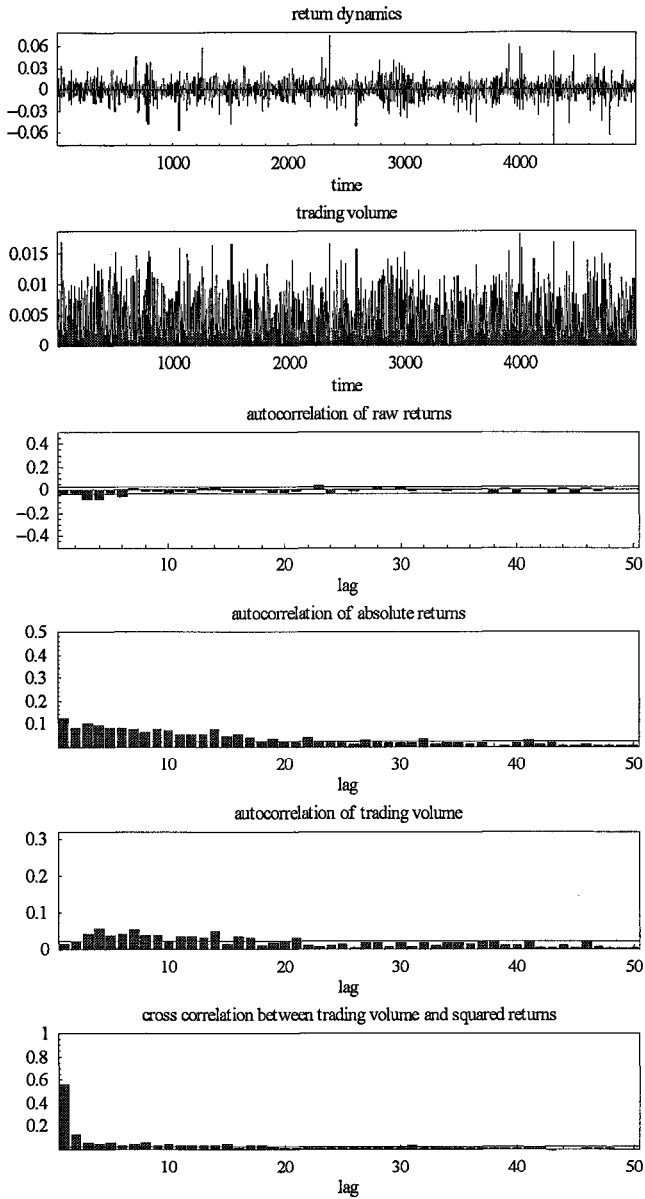 return dynamics
0.06
0.03
0
−0.03
−0.06
1000 2000 3000 4000
time
trading volume
0.015
0.01
0.005
0
1000 2000 3000 4000
time
autocorrelation of raw returns
0.4
0.2
0
−0.2
−0.4
10 20 30 40 50
lag
autocorrelation of absolute returns
0.5
0.4
0.3
0.2
0.1
10 20 30 40 50
lag
autocorrelation of trading volume
0.3
0.2
0.1
0
10 20 30 40 50
lag
cross correlation between trading volume and squared returns
1
0.8
0.6
0.4
0.2
10 20 30 40 50
lag